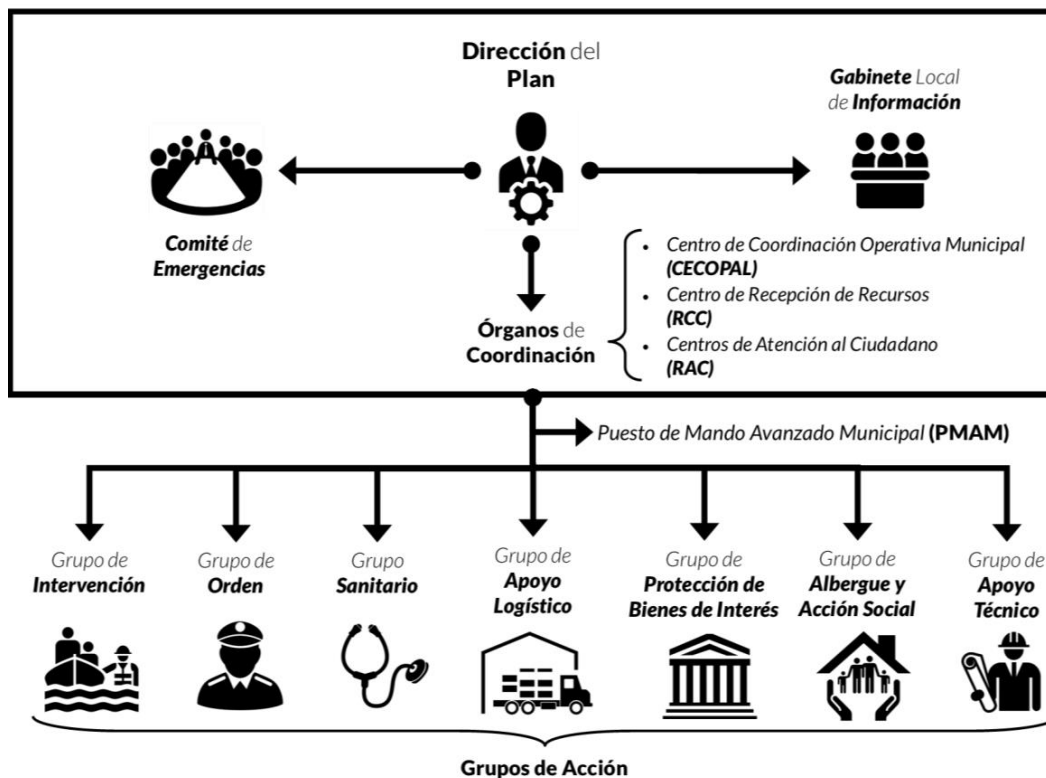 Dirección del
Plan
Gabinete Local
de Información
Comité de
Emergencias
• Centro de Coordinación Operativa Municipal
(CECOPAL)
• Centro de Recepción de Recursos
(RCC)
• Centros de Atención al Ciudadano
(RAC)
Órganos de
Coordinación
Puesto de Mando Avanzado Municipal (PMAM)
Grupo de
Intervención
Grupo de
Orden
Grupo
Sanitario
Grupo de
Apoyo
Logístico
Grupo de
Protección de
Bienes de Interés
Grupo de
Albergue y
Acción Social
Grupo de
Apoyo
Técnico
Grupos de Acción